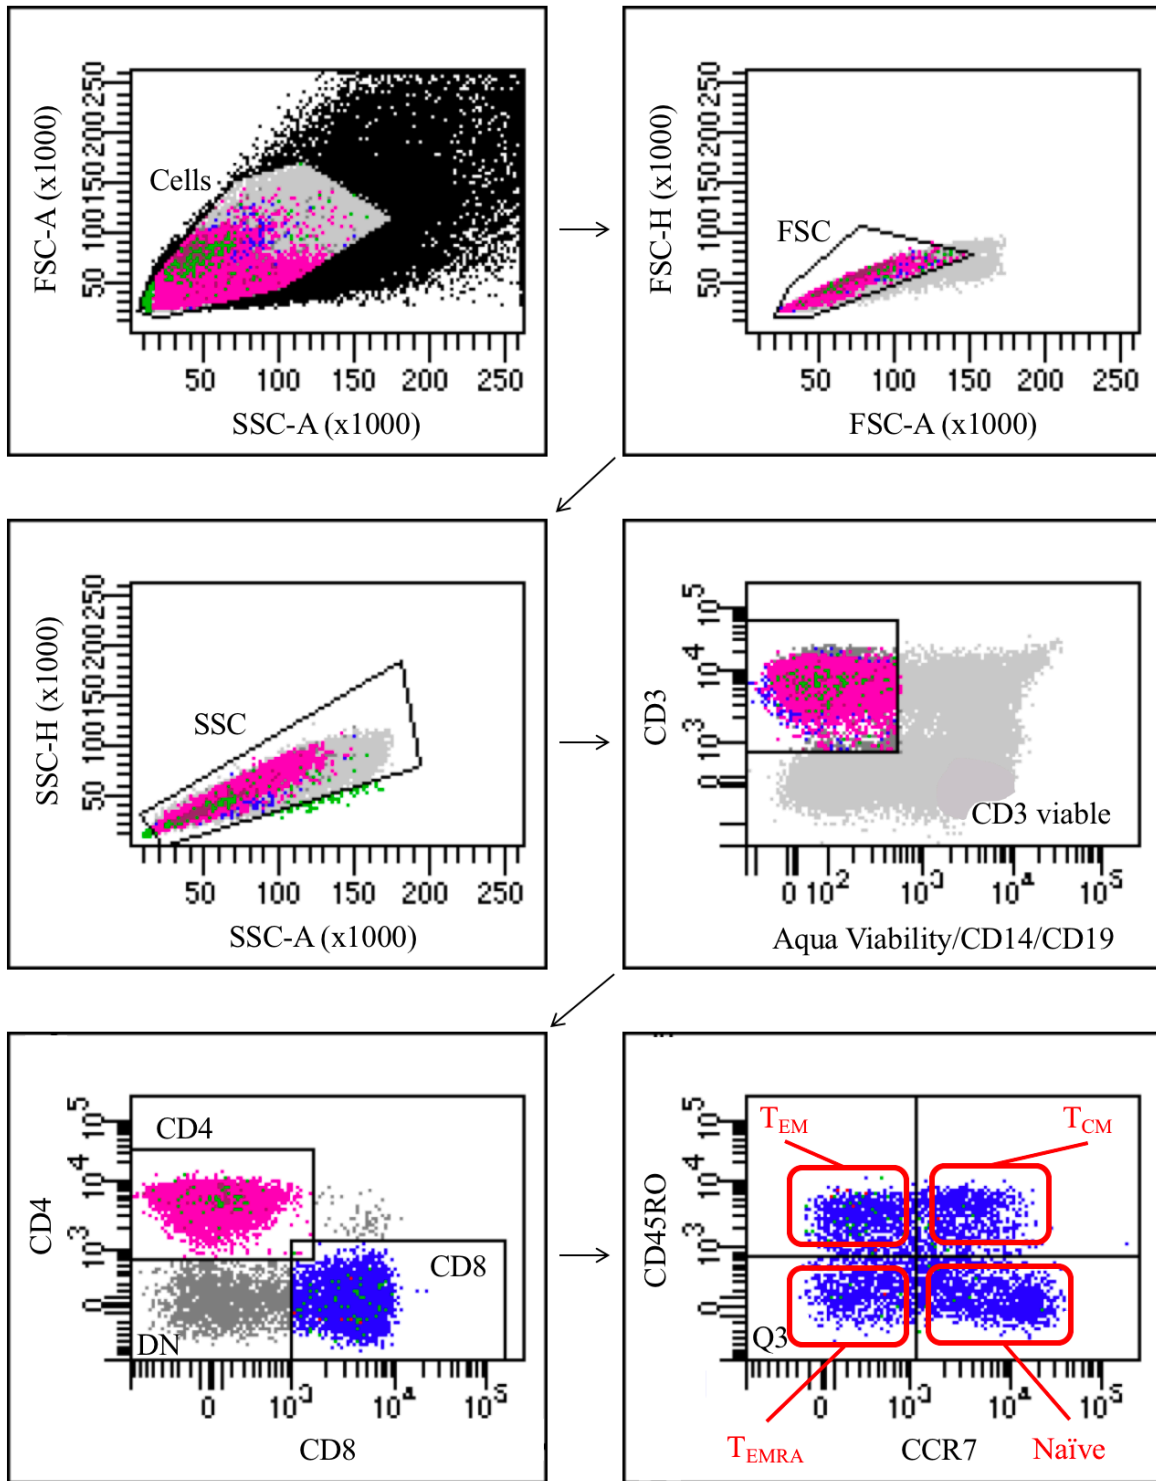 250
200
150
100
50
FSC-A (x1000)
Cells
50 100 150 200 250
SSC-A (x1000)
250
200
150
100
50
FSC-H (x1000)
FSC
50 100 150 200 250
FSC-A (x1000)
250
200
150
100
50
SSC-H (x1000)
SSC
50 100 150 200 250
SSC-A (x1000)
10^5
10^4
10^3
0
CD3
CD3 viable
0 10^2 10^3 10^4 10^5
Aqua Viability/CD14/CD19
10^5
10^4
10^3
0
CD4
CD4
CD8
DN
0 10^3 10^4 10^5
CD8
10^5
10^4
10^3
0
CD45RO
T_EM
T_CM
Q3
0 10^3 10^4 10^5
T_EMRA
CCR7
Naïve